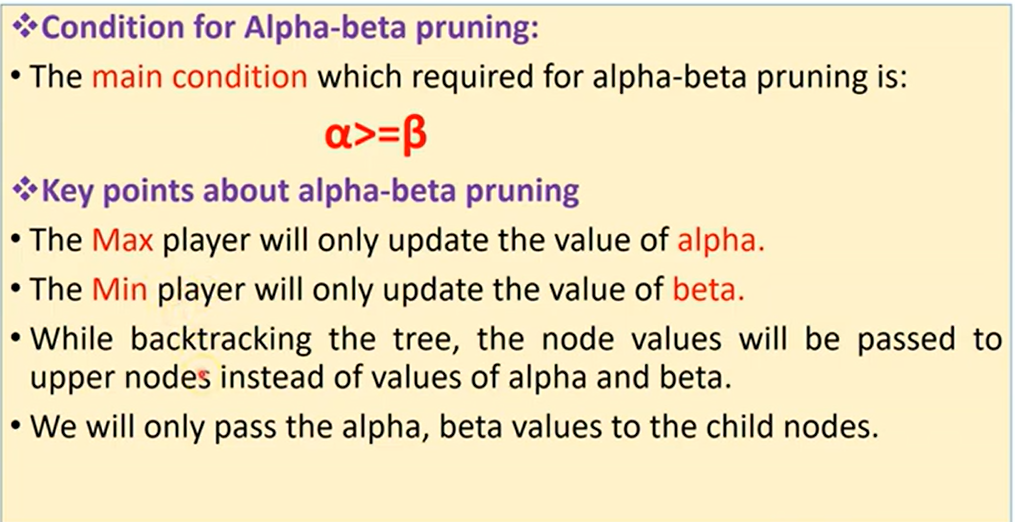 ❖Condition for Alpha-beta pruning:
• The main condition which required for alpha-beta pruning is:
α>=β
❖Key points about alpha-beta pruning
• The Max player will only update the value of alpha.
• The Min player will only update the value of beta.
• While backtracking the tree, the node values will be passed to
upper nodes instead of values of alpha and beta.
• We will only pass the alpha, beta values to the child nodes.